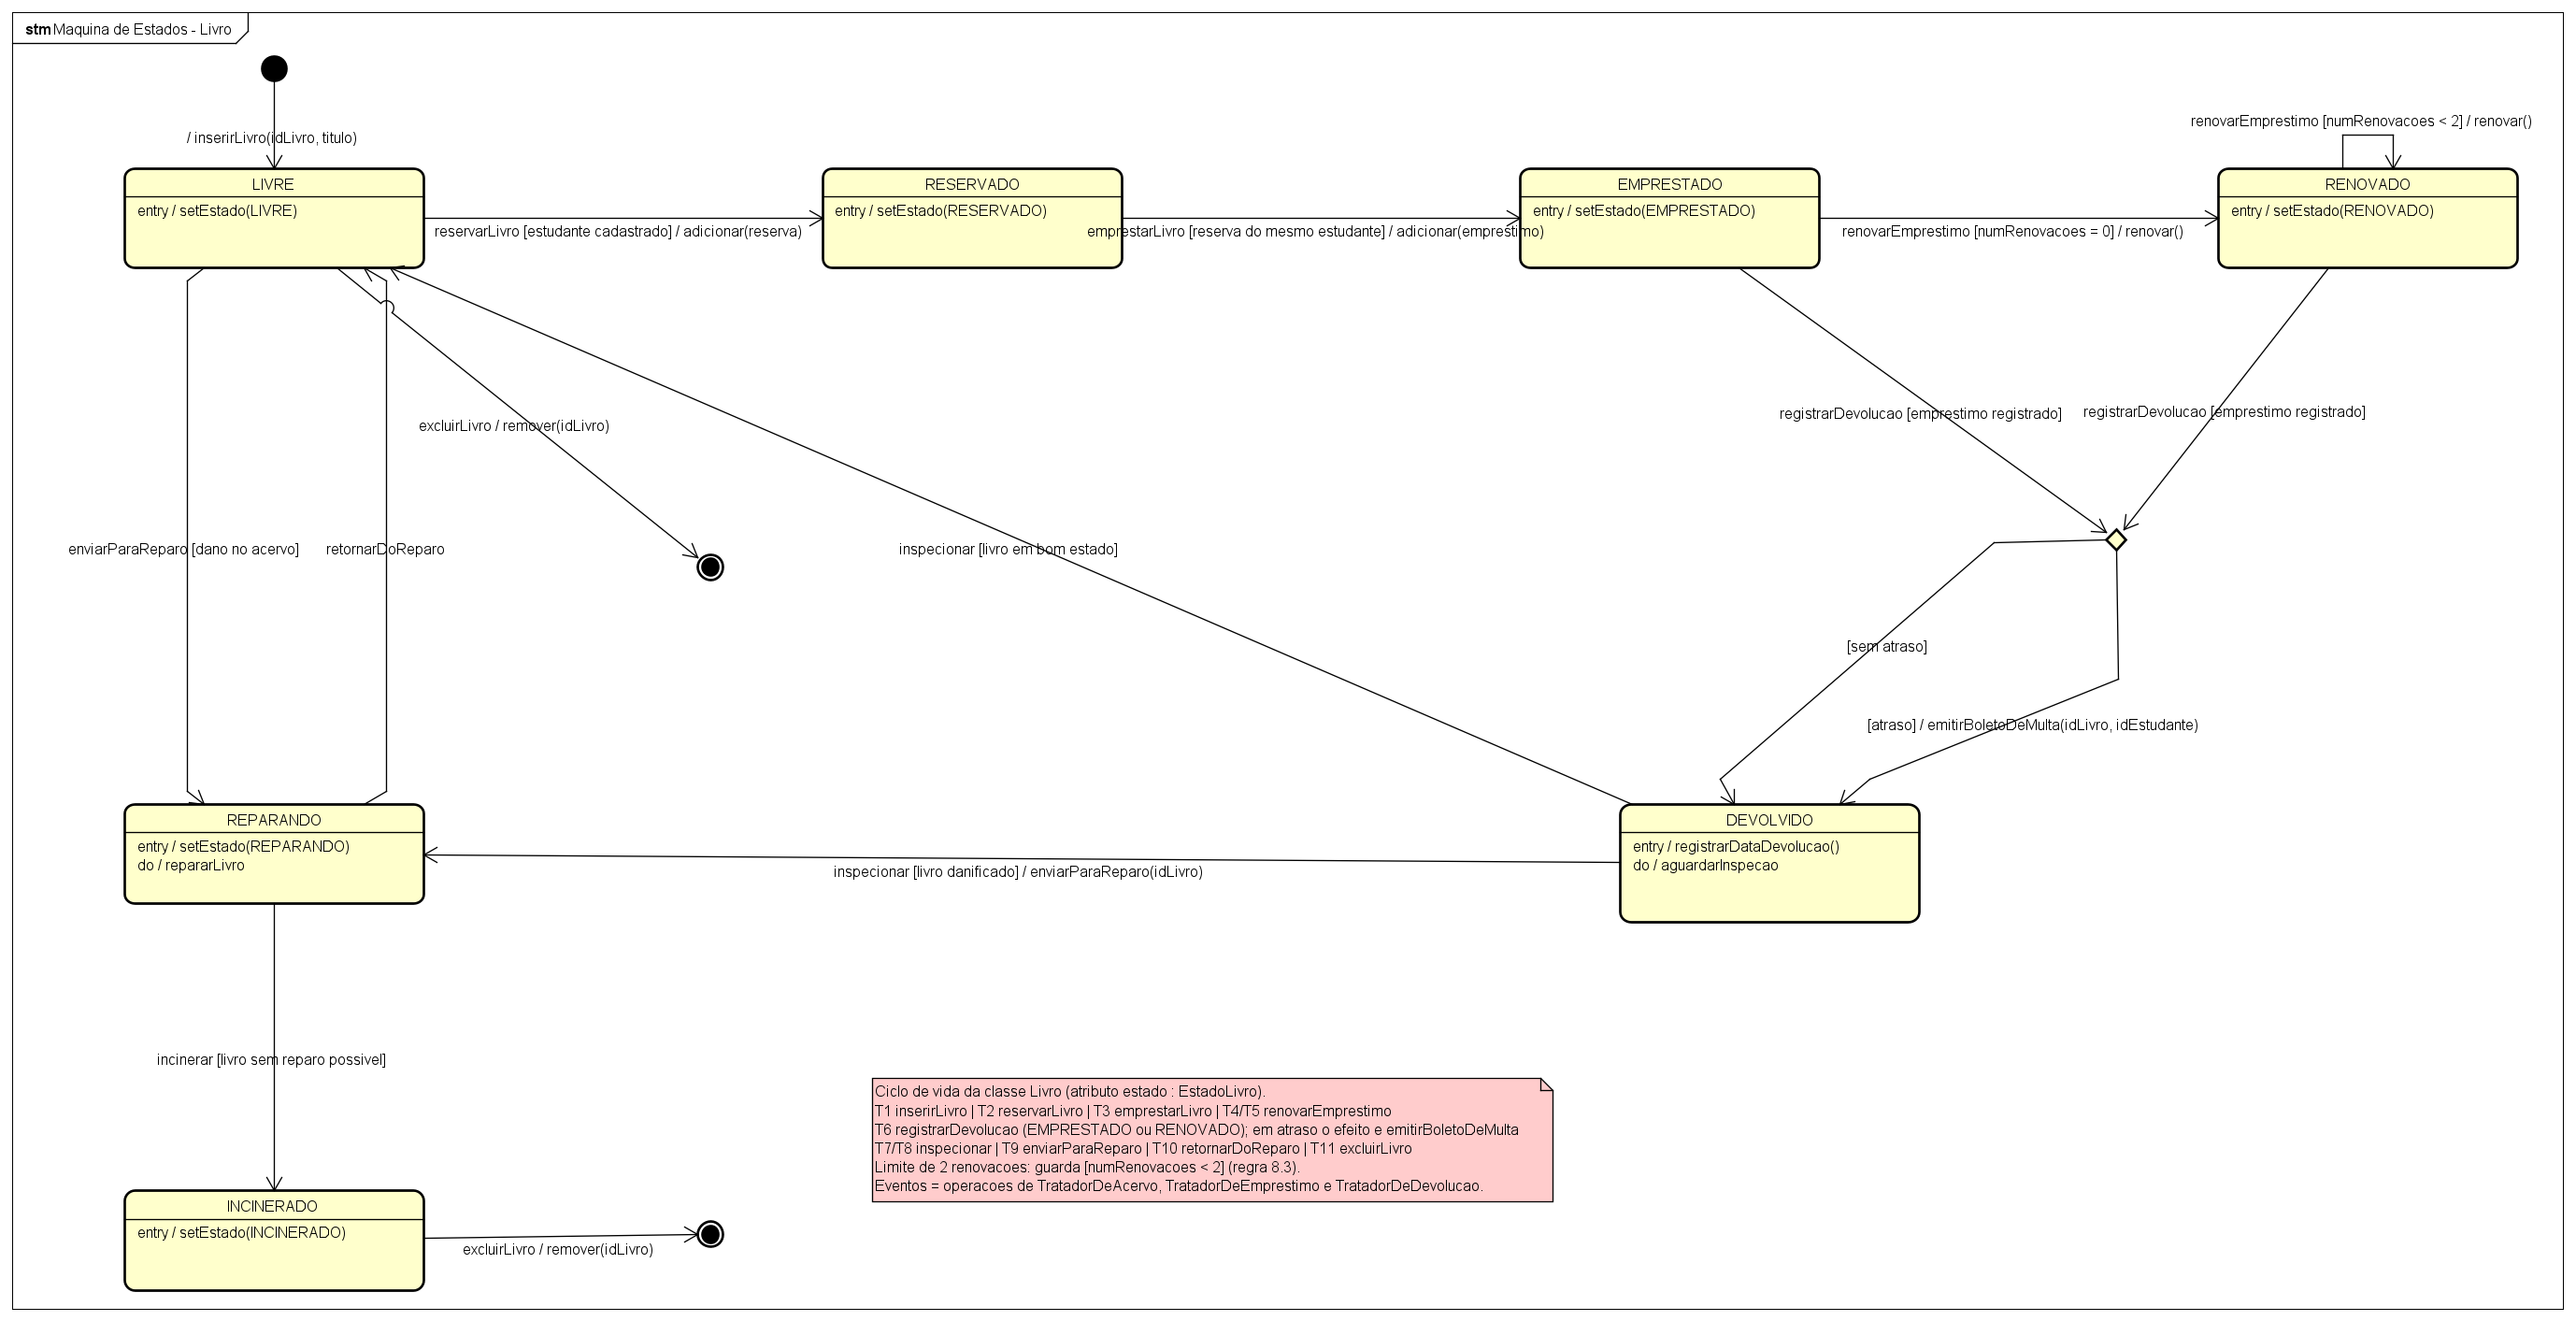 stm Maquina de Estados - Livro
/ inserirLivro(idLivro, titulo)
renovarEmprestimo [numRenovacoes < 2] / renovar()
LIVRE
entry / setEstado(LIVRE)
RESERVADO
entry / setEstado(RESERVADO)
EMPRESTADO
entry / setEstado(EMPRESTADO)
RENOVADO
entry / setEstado(RENOVADO)
reservarLivro [estudante cadastrado] / adicionar(reserva)
emprestarLivro [reserva do mesmo estudante] / adicionar(emprestimo)
renovarEmprestimo [numRenovacoes = 0] / renovar()
excluirLivro / remover(idLivro)
registrarDevolucao [emprestimo registrado]
registrarDevolucao [emprestimo registrado]
enviarParaReparo [dano no acervo]
retornarDoReparo
inspecionar [livro em bom estado]
[sem atraso]
[atraso] / emitirBoletoDeMulta(idLivro, idEstudante)
REPARANDO
entry / setEstado(REPARANDO)
do / repararLivro
DEVOLVIDO
entry / registrarDataDevolucao()
do / aguardarInspecao
inspecionar [livro danificado] / enviarParaReparo(idLivro)
incinerar [livro sem reparo possivel]
Ciclo de vida da classe Livro (atributo estado : EstadoLivro).
T1 inserirLivro | T2 reservarLivro | T3 emprestarLivro | T4/T5 renovarEmprestimo
T6 registrarDevolucao (EMPRESTADO ou RENOVADO); em atraso o efeito e emitirBoletoDeMulta
T7/T8 inspecionar | T9 enviarParaReparo | T10 retornarDoReparo | T11 excluirLivro
Limite de 2 renovacoes: guarda [numRenovacoes < 2] (regra 8.3).
Eventos = operacoes de TratadorDeAcervo, TratadorDeEmprestimo e TratadorDeDevolucao.
INCINERADO
entry / setEstado(INCINERADO)
excluirLivro / remover(idLivro)